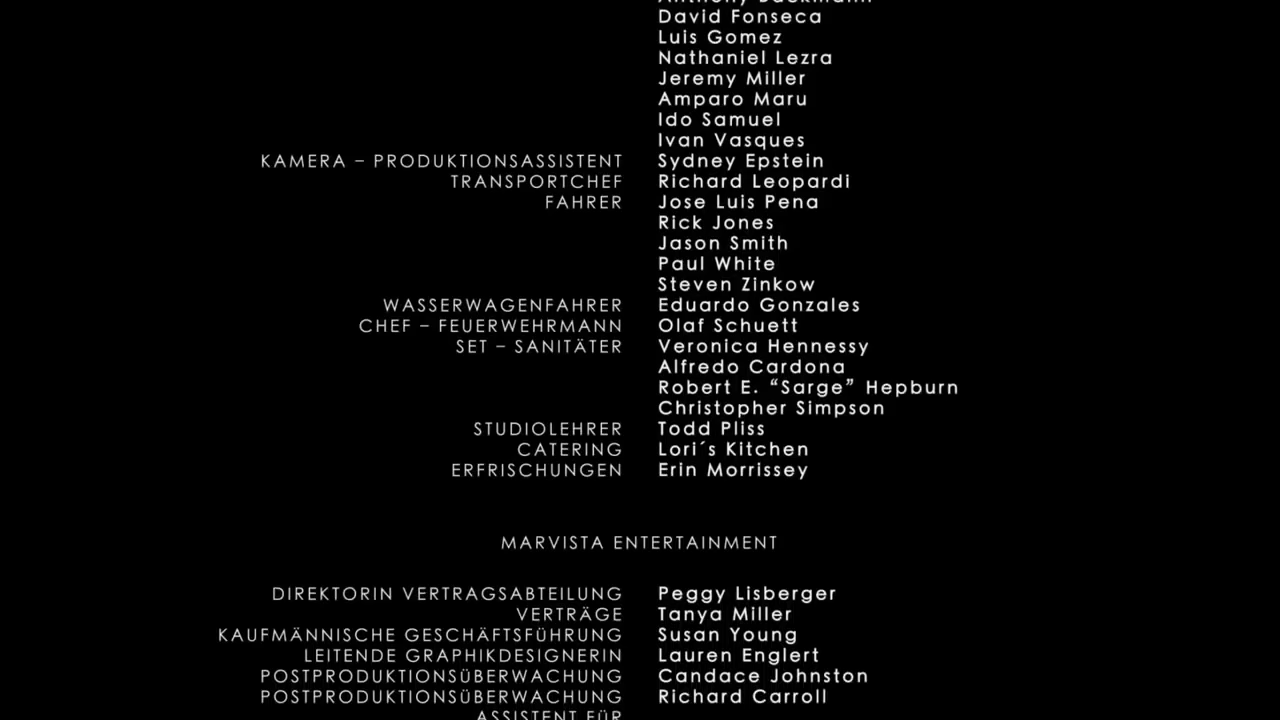 David Fonseca
Luis Gomez
Nathaniel Lezra
Jeremy Miller
Amparo Maru
Ido Samuel
Ivan Vasques
KAMERA – PRODUKTIONSASSISTENT Sydney Epstein
TRANSPORTCHEF Richard Leopardi
FAHRER Jose Luis Pena
Rick Jones
Jason Smith
Paul White
Steven Zinkow
WASSERWAGENFAHRER Eduardo Gonzales
CHEF – FEUERWEHRMANN Olaf Schuett
SET – SANITÄTER Veronica Hennessy
Alfredo Cardona
Robert E. “Sarge” Hepburn
Christopher Simpson
STUDIOLEHRER Todd Pliss
CATERING Lori´s Kitchen
ERFRISCHUNGEN Erin Morrissey
MARVISTA ENTERTAINMENT
DIREKTORIN VERTRAGSABTEILUNG Peggy Lisberger
VERTRÄGE Tanya Miller
KAUFMÄNNISCHE GESCHÄFTSFÜHRUNG Susan Young
LEITENDE GRAPHIKDESIGNERIN Lauren Englert
POSTPRODUKTIONSÜBERWACHUNG Candace Johnston
POSTPRODUKTIONSÜBERWACHUNG Richard Carroll
ASSISTENT FÜR